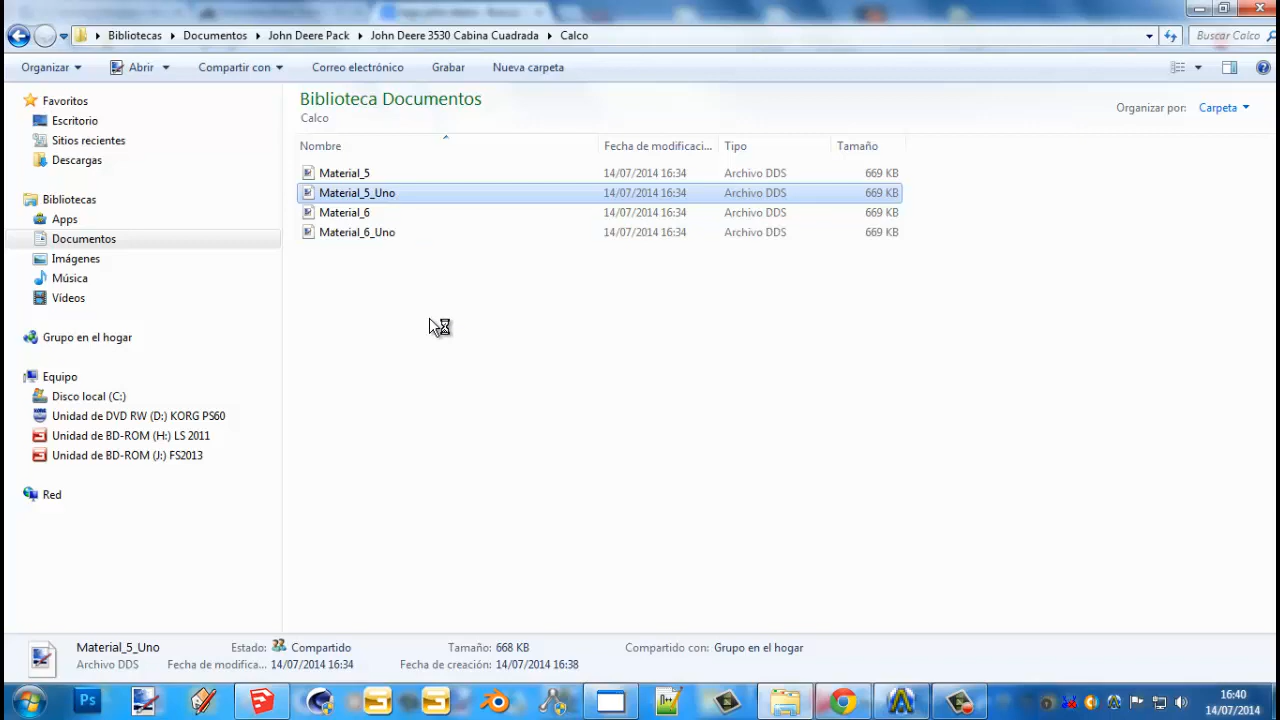 Bibliotecas Documentos John Deere Pack John Deere 3530 Cabina Cuadrada Calco Buscar Calco
Organizar Abrir Compartir con Correo electrónico Grabar Nueva carpeta
Favoritos
Escritorio
Sitios recientes
Descargas
Bibliotecas
Apps
Documentos
Imágenes
Música
Vídeos
Grupo en el hogar
Equipo
Disco local (C:)
Unidad de DVD RW (D:) KORG PS60
Unidad de BD-ROM (H:) LS 2011
Unidad de BD-ROM (J:) FS2013
Red
Biblioteca Documentos
Calco
Organizar por: Carpeta
Nombre Fecha de modificaci... Tipo Tamaño
Material_5 14/07/2014 16:34 Archivo DDS 669 KB
Material_5_Uno 14/07/2014 16:34 Archivo DDS 669 KB
Material_6 14/07/2014 16:34 Archivo DDS 669 KB
Material_6_Uno 14/07/2014 16:34 Archivo DDS 669 KB
Material_5_Uno Estado: Compartido Tamaño: 668 KB Compartido con: Grupo en el hogar
Archivo DDS Fecha de modifica... 14/07/2014 16:34 Fecha de creación: 14/07/2014 16:38
Ps
16:40
14/07/2014